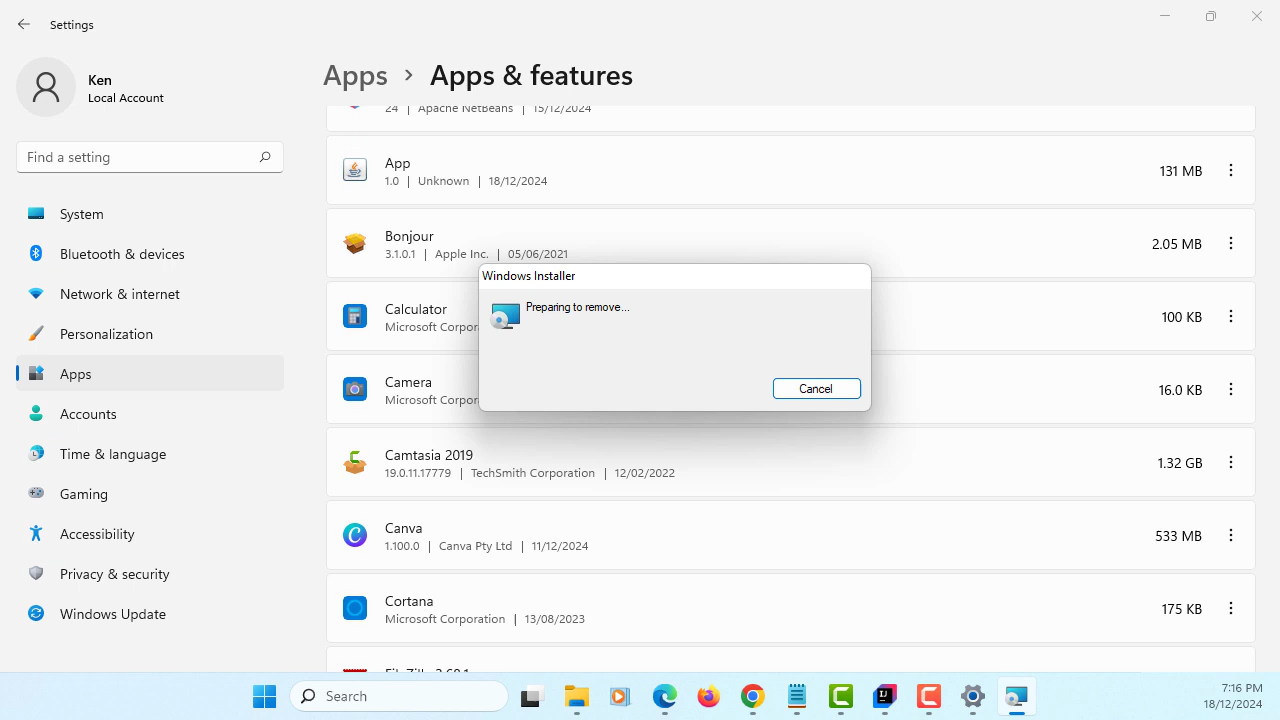 Settings
Ken
Local Account
Find a setting
System
Bluetooth & devices
Network & internet
Personalization
Apps
Accounts
Time & language
Gaming
Accessibility
Privacy & security
Windows Update
Apps > Apps & features
24 | Apache NetBeans | 15/12/2024
App
1.0 | Unknown | 18/12/2024
131 MB
Bonjour
3.1.0.1 | Apple Inc. | 05/06/2021
2.05 MB
Calculator
Microsoft Corpor
100 KB
Camera
Microsoft Corpor
16.0 KB
Camtasia 2019
19.0.11.17779 | TechSmith Corporation | 12/02/2022
1.32 GB
Canva
1.100.0 | Canva Pty Ltd | 11/12/2024
533 MB
Cortana
Microsoft Corporation | 13/08/2023
175 KB
Windows Installer
Preparing to remove...
Cancel
Search
7:16 PM
18/12/2024